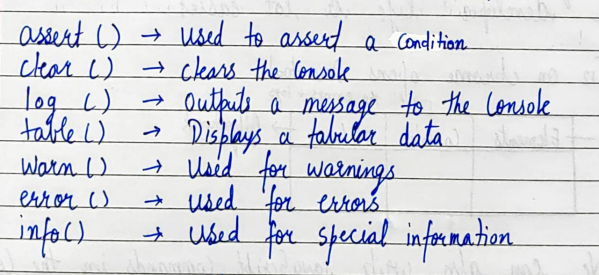 assert () → Used to assert a Condition
clear () → clears the Console
log () → Outputs a message to the Console
table () → Displays a tabular data
Warn () → Used for warnings
error () → used for errors
info() → used for special information